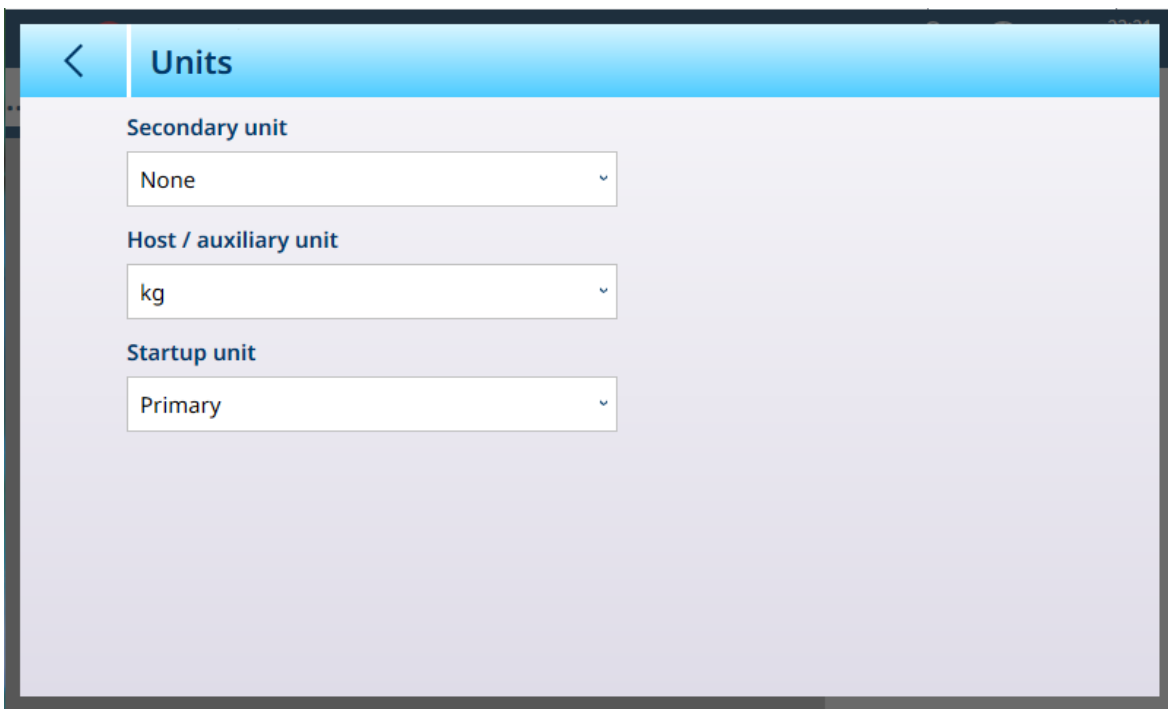 Units
Secondary unit
None
Host / auxiliary unit
kg
Startup unit
Primary